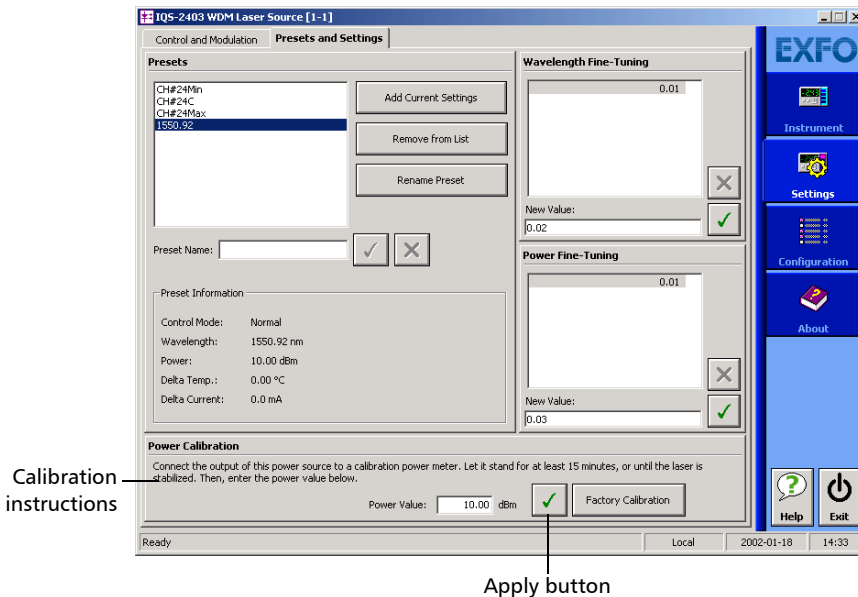 IQS-2403 WDM Laser Source [1-1]
Control and Modulation
Presets and Settings
Presets
CH#24Min
CH#24C
CH#24Max
1550.92
Add Current Settings
Remove from List
Rename Preset
Preset Name:
Preset Information
Control Mode: Normal
Wavelength: 1550.92 nm
Power: 10.00 dBm
Delta Temp.: 0.00 °C
Delta Current: 0.0 mA
Wavelength Fine-Tuning
0.01
New Value:
0.02
Power Fine-Tuning
0.01
New Value:
0.03
Power Calibration
Connect the output of this power source to a calibration power meter. Let it stand for at least 15 minutes, or until the laser is
stabilized. Then, enter the power value below.
Power Value: 10.00 dBm
Factory Calibration
Ready
Local
2002-01-18
14:33
EXFO
Instrument
Settings
Configuration
About
Help
Exit
Calibration
instructions
Apply button